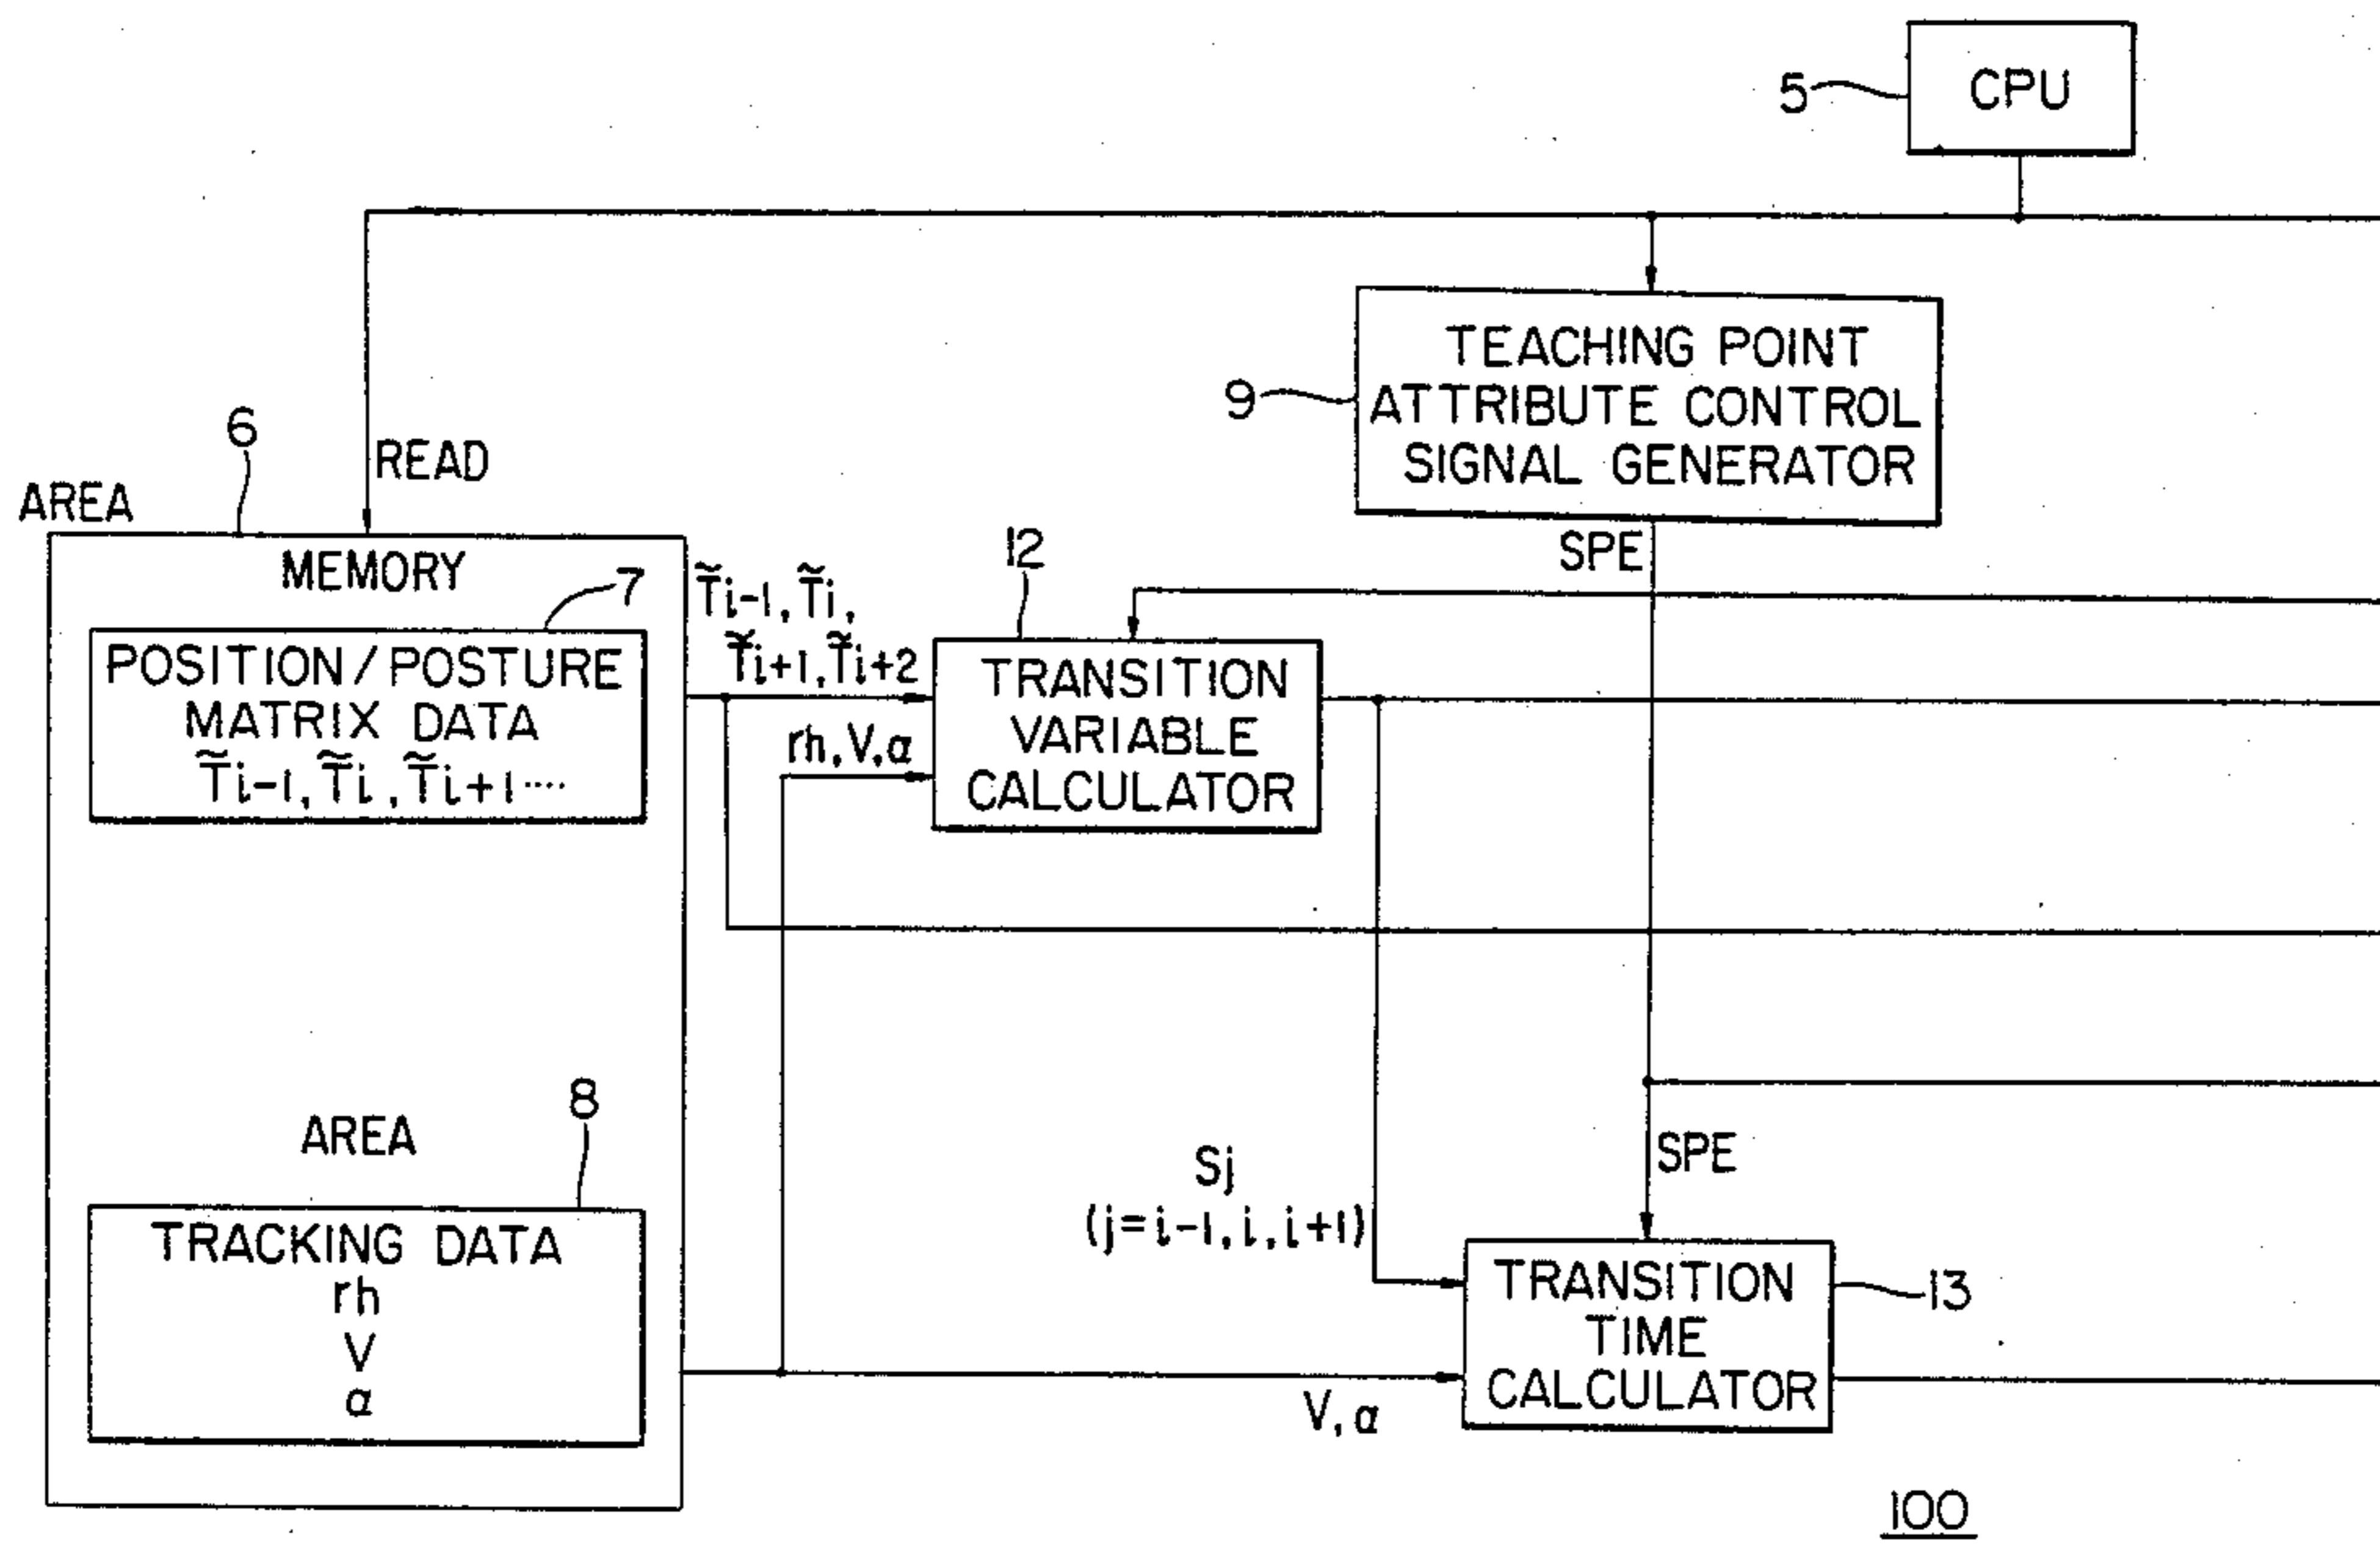 5
CPU
9
TEACHING POINT
ATTRIBUTE CONTROL
SIGNAL GENERATOR
6
READ
AREA
MEMORY
7
POSITION/POSTURE
MATRIX DATA
T̃i-1, T̃i, T̃i+1 ....
AREA
8
TRACKING DATA
rh
V
α
T̃i-1, T̃i,
T̃i+1, T̃i+2
rh, V, α
12
TRANSITION
VARIABLE
CALCULATOR
SPE
SPE
Sj
(j=i-1, i, i+1)
V, α
TRANSITION
TIME
CALCULATOR
13
100